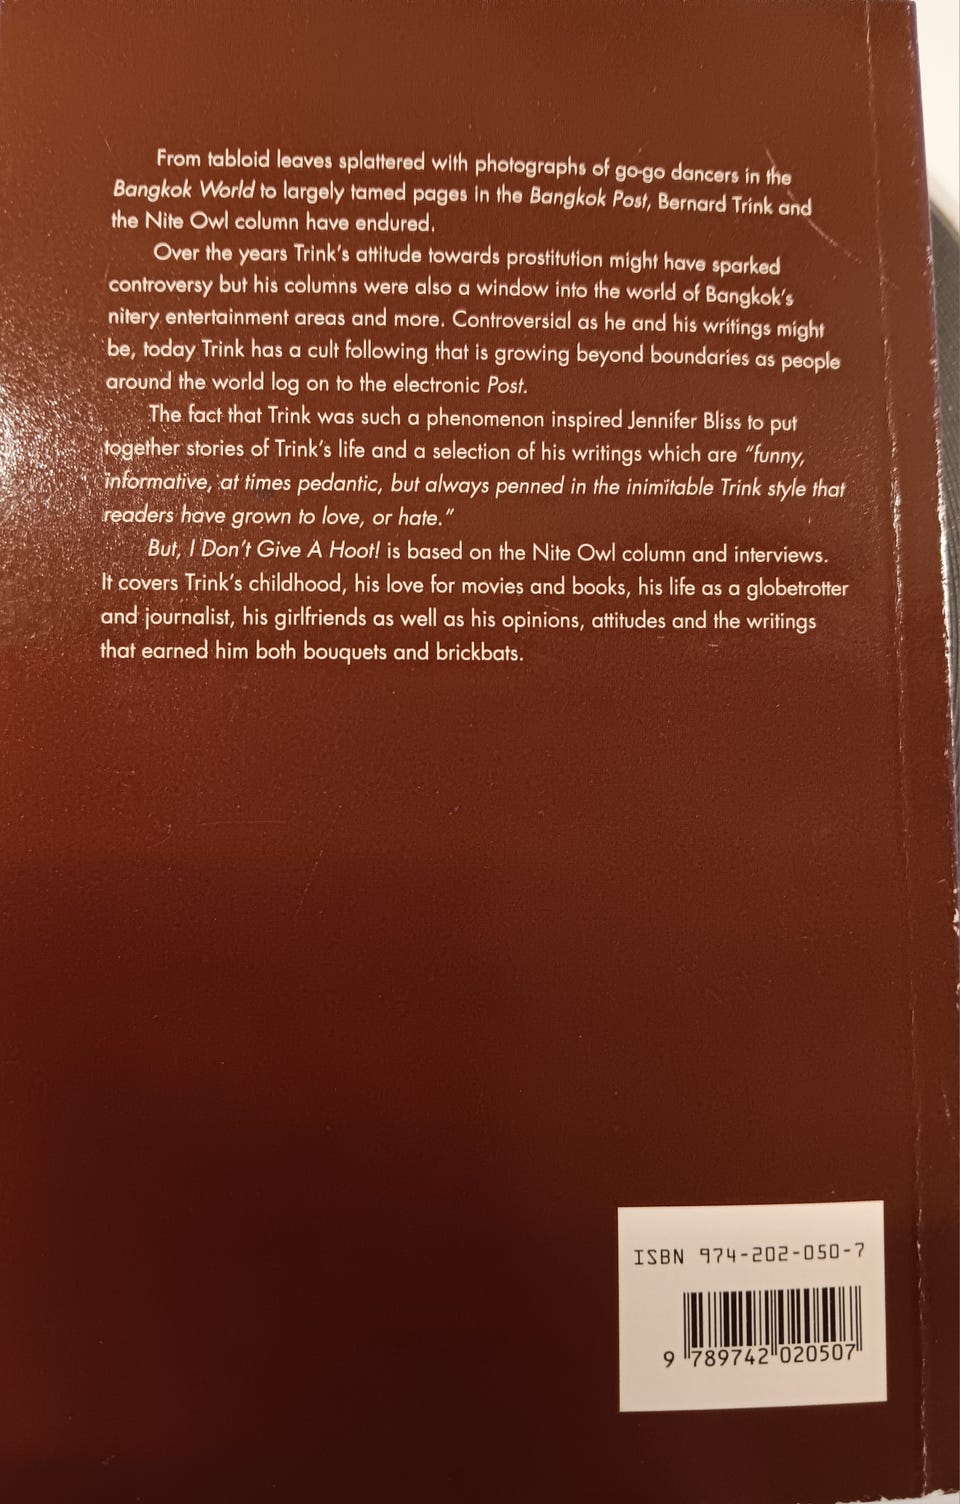 From tabloid leaves splattered with photographs of go-go dancers in the
Bangkok World to largely tamed pages in the Bangkok Post, Bernard Trink and
the Nite Owl column have endured.
Over the years Trink's attitude towards prostitution might have sparked
controversy but his columns were also a window into the world of Bangkok's
nitery entertainment areas and more. Controversial as he and his writings might
be, today Trink has a cult following that is growing beyond boundaries as people
around the world log on to the electronic Post.
The fact that Trink was such a phenomenon inspired Jennifer Bliss to put
together stories of Trink's life and a selection of his writings which are "funny,
informative, at times pedantic, but always penned in the inimitable Trink style that
readers have grown to love, or hate."
But, I Don't Give A Hoot! is based on the Nite Owl column and interviews.
It covers Trink's childhood, his love for movies and books, his life as a globetrotter
and journalist, his girlfriends as well as his opinions, attitudes and the writings
that earned him both bouquets and brickbats.
ISBN 974-202-050-7
9 789742 020507